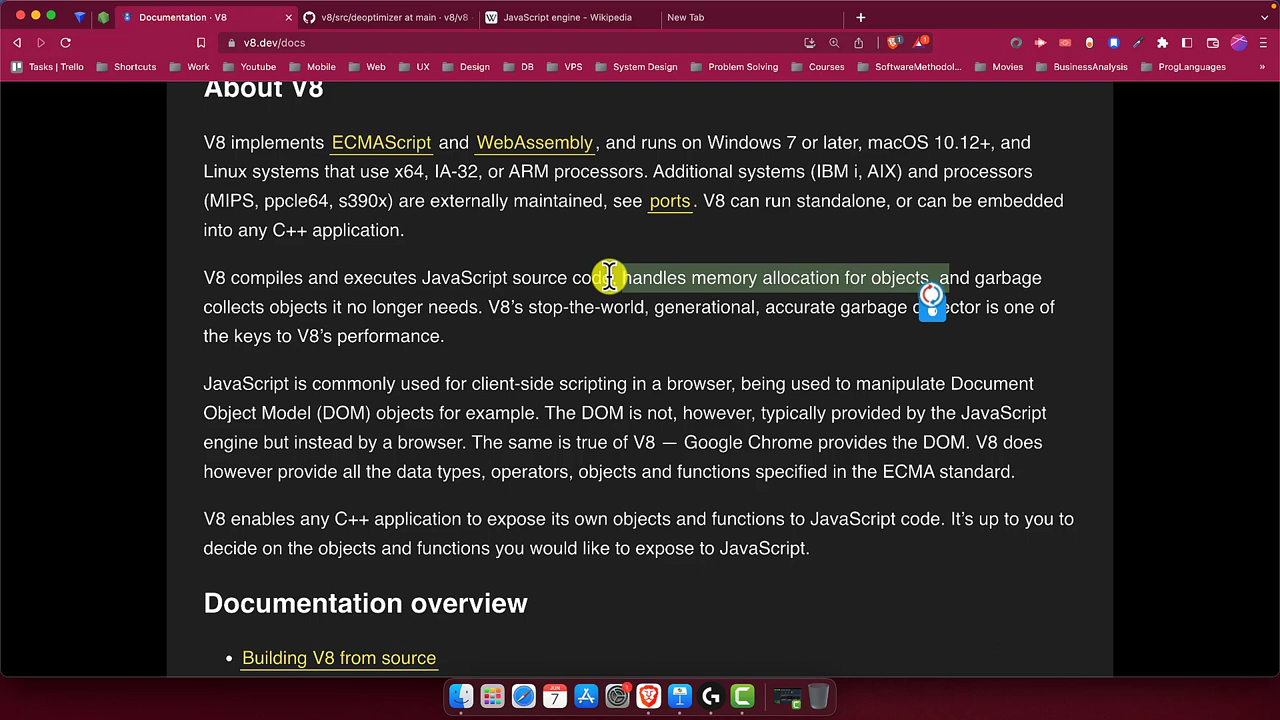 Documentation · V8
v8/src/deoptimizer at main · v8/v8
JavaScript engine - Wikipedia
New Tab
v8.dev/docs
1
1
Tasks | Trello
Shortcuts
Work
Youtube
Mobile
Web
UX
Design
DB
VPS
System Design
Problem Solving
Courses
SoftwareMethodol...
Movies
BusinessAnalysis
ProgLanguages
»
About V8
V8 implements ECMAScript and WebAssembly, and runs on Windows 7 or later, macOS 10.12+, and
Linux systems that use x64, IA-32, or ARM processors. Additional systems (IBM i, AIX) and processors
(MIPS, ppcle64, s390x) are externally maintained, see ports. V8 can run standalone, or can be embedded
into any C++ application.
V8 compiles and executes JavaScript source code, handles memory allocation for objects, and garbage
collects objects it no longer needs. V8’s stop-the-world, generational, accurate garbage collector is one of
the keys to V8’s performance.
JavaScript is commonly used for client-side scripting in a browser, being used to manipulate Document
Object Model (DOM) objects for example. The DOM is not, however, typically provided by the JavaScript
engine but instead by a browser. The same is true of V8 — Google Chrome provides the DOM. V8 does
however provide all the data types, operators, objects and functions specified in the ECMA standard.
V8 enables any C++ application to expose its own objects and functions to JavaScript code. It’s up to you to
decide on the objects and functions you would like to expose to JavaScript.
Documentation overview
• Building V8 from source
JUN
7
1